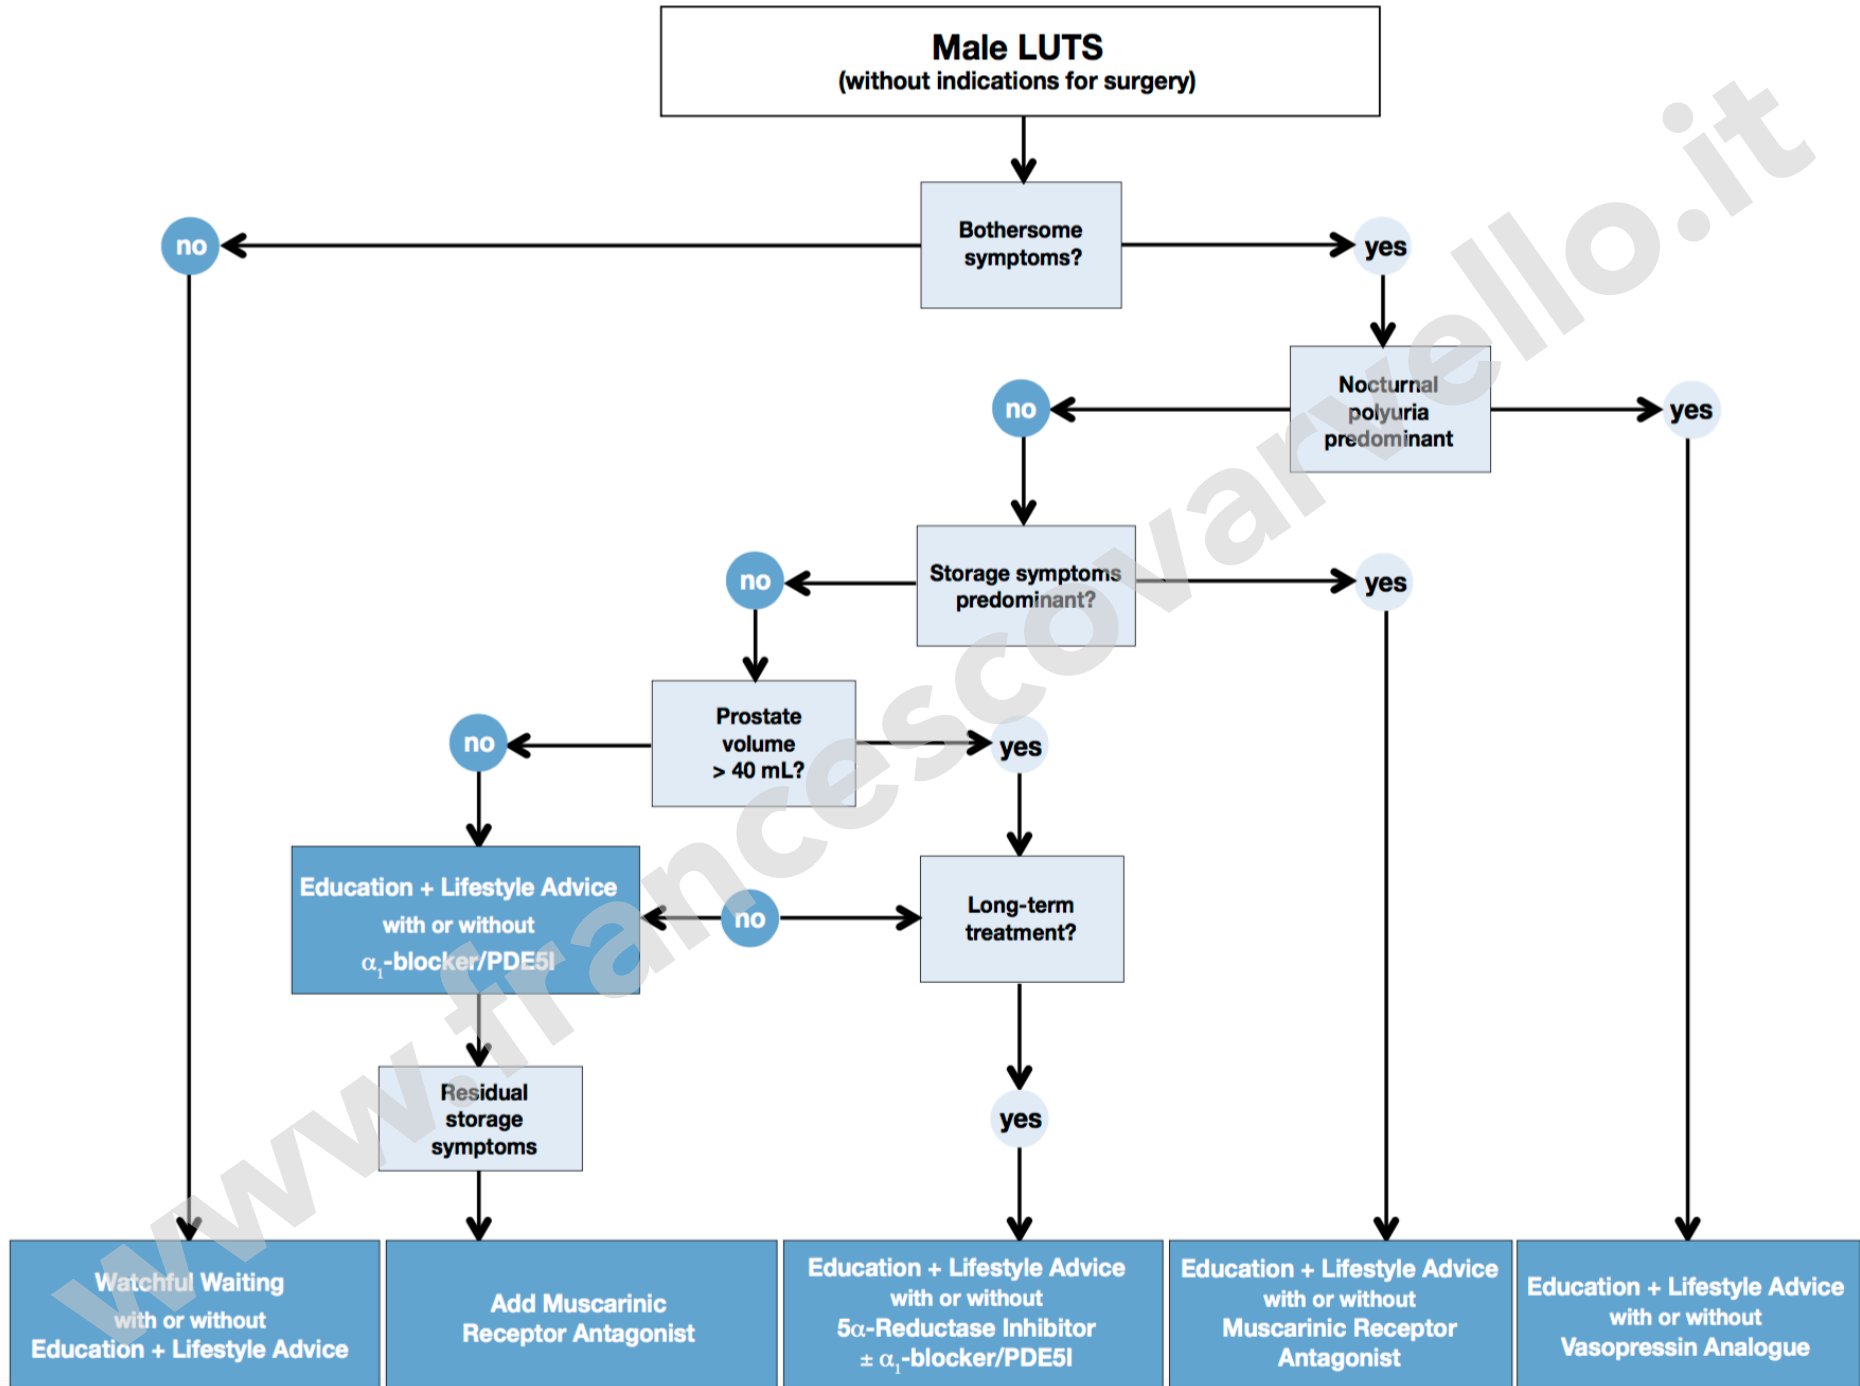 Male LUTS
(without indications for surgery)
Bothersome
symptoms?
no
yes
Nocturnal
polyuria
predominant
no
yes
Storage symptoms
predominant?
no
yes
Prostate
volume
> 40 mL?
no
yes
Education + Lifestyle Advice
with or without
α₁-blocker/PDE5I
no
Long-term
treatment?
Residual
storage
symptoms
yes
Watchful Waiting
with or without
Education + Lifestyle Advice
Add Muscarinic
Receptor Antagonist
Education + Lifestyle Advice
with or without
5α-Reductase Inhibitor
± α₁-blocker/PDE5I
Education + Lifestyle Advice
with or without
Muscarinic Receptor
Antagonist
Education + Lifestyle Advice
with or without
Vasopressin Analogue
www.francescovarvello.it